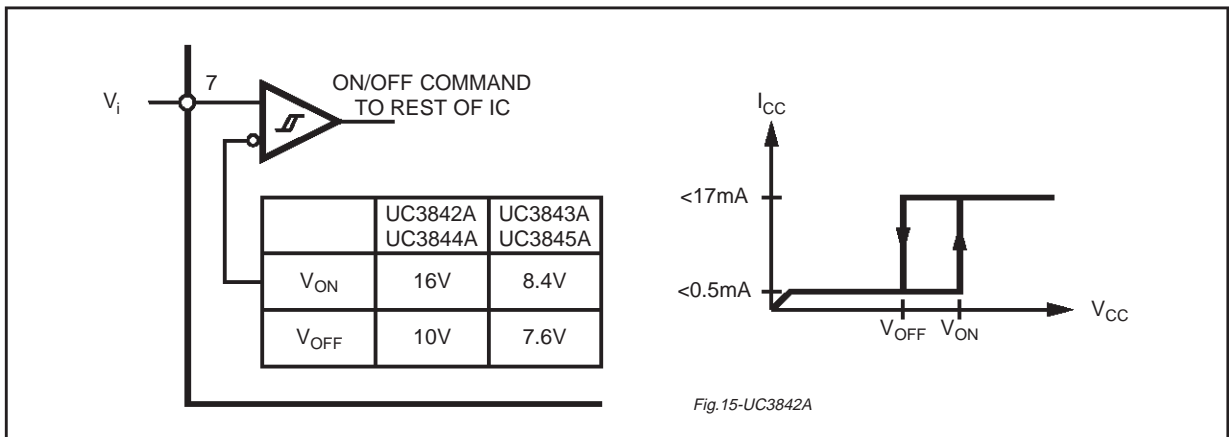 7
V_i
ON/OFF COMMAND
TO REST OF IC
UC3842A UC3843A
UC3844A UC3845A
V_ON 16V 8.4V
V_OFF 10V 7.6V
I_CC
<17mA
<0.5mA
V_OFF V_ON
V_CC
Fig.15-UC3842A